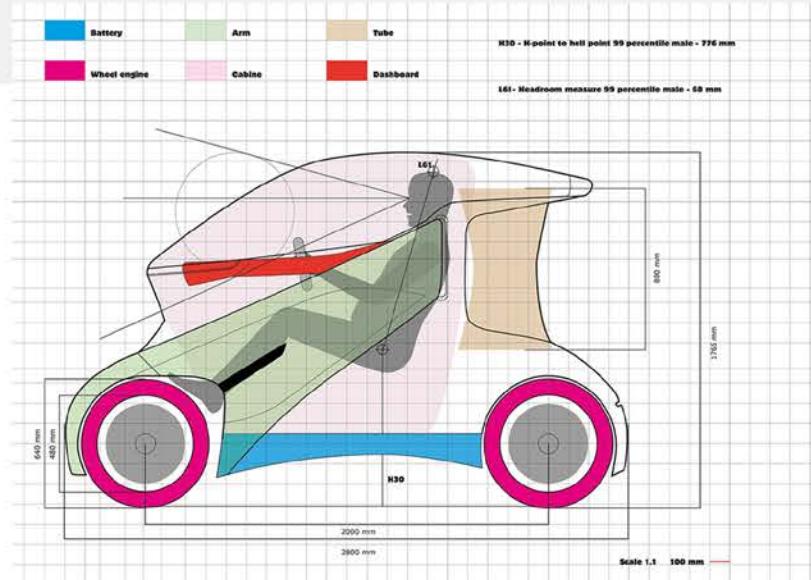 Battery
Arm
Tube
H30 - H-point to hell point 99 percentile male - 776 mm
Wheel engine
Cabine
Dashboard
L61- Headroom measure 99 percentile male - 68 mm
L61
890 mm
1765 mm
640 mm
480 mm
H30
2000 mm
2800 mm
Scale 1.1 100 mm